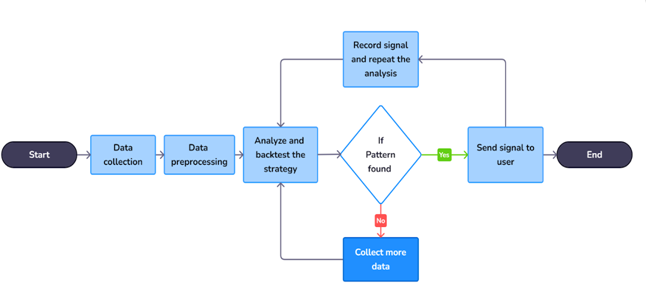 Record signal
and repeat the
analysis
Start
Data
collection
Data
preprocessing
Analyze and
backtest the
strategy
If
Pattern
found
Yes
Send signal to
user
End
No
Collect more
data